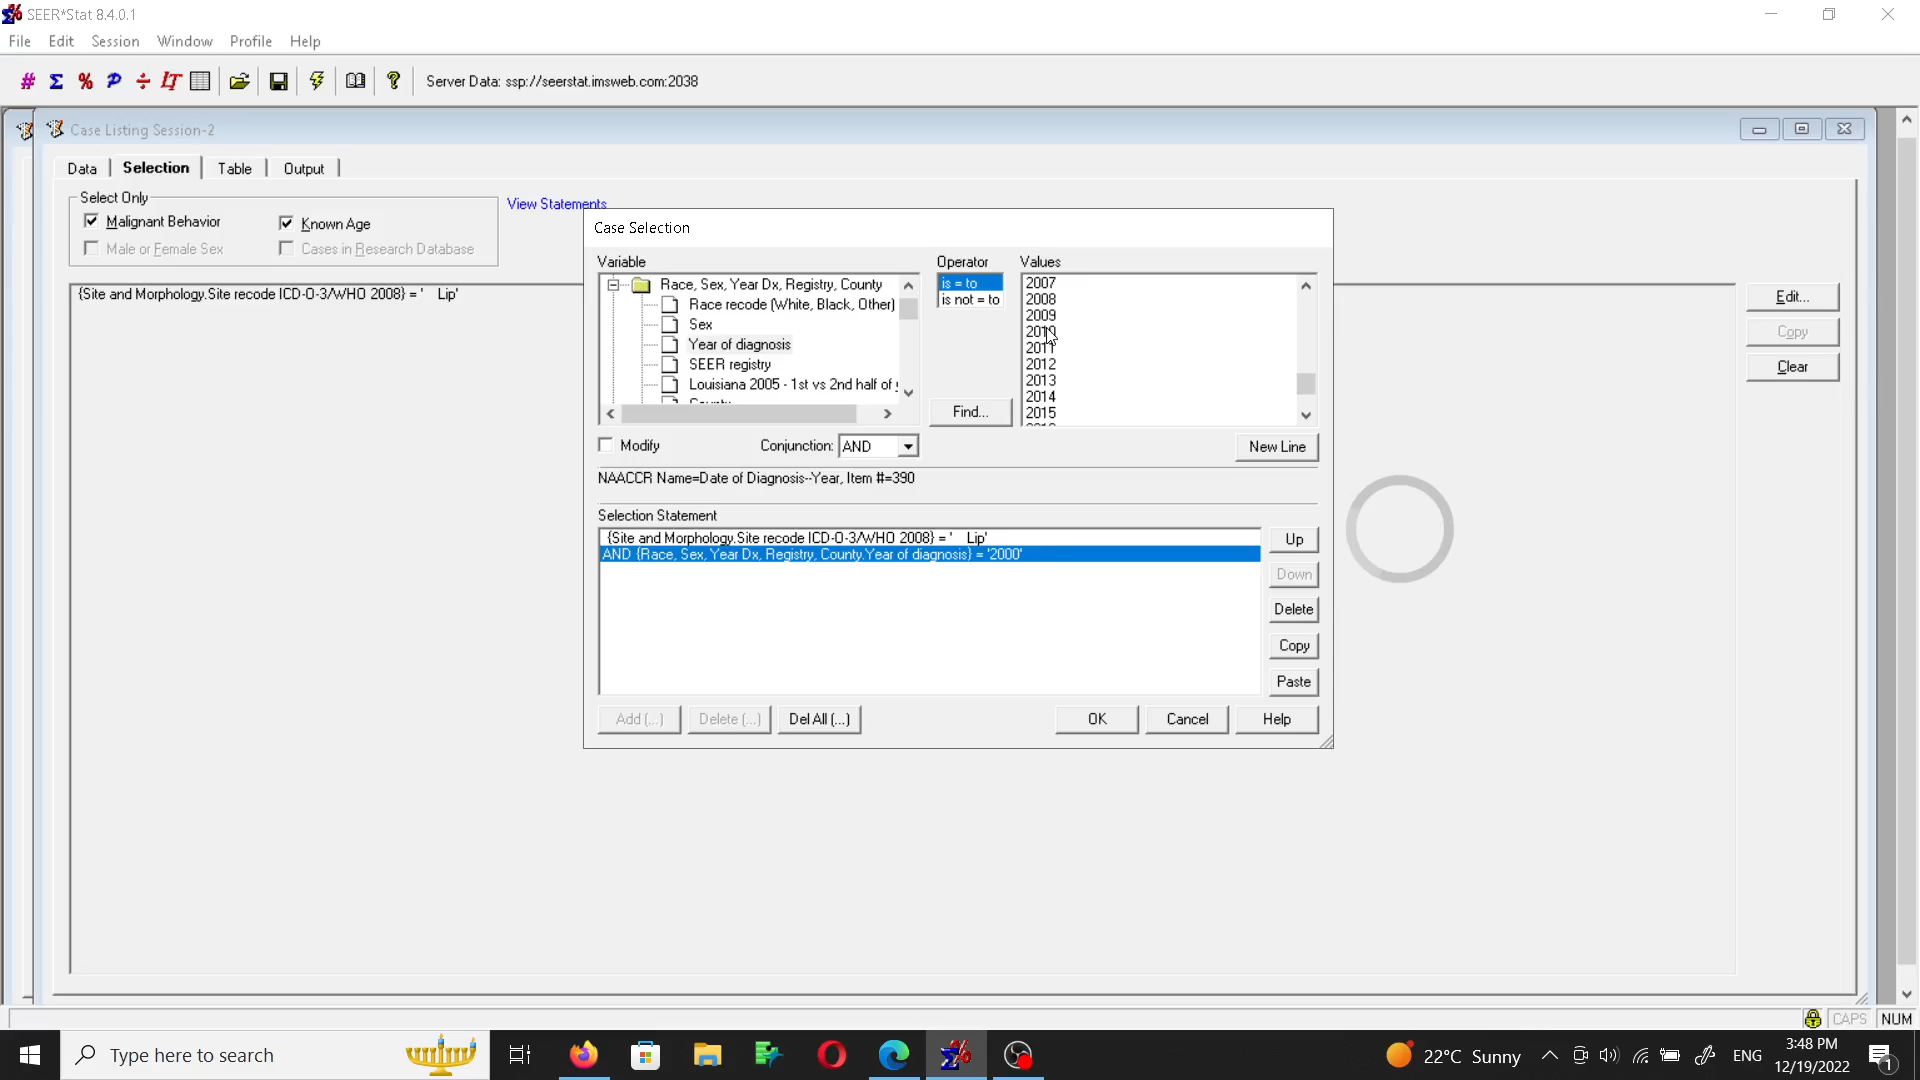 SEER*Stat 8.4.0.1
File Edit Session Window Profile Help
Server Data: ssp://seerstat.imsweb.com:2038
Case Listing Session-2
Data Selection Table Output
Select Only
Malignant Behavior Known Age
Male or Female Sex Cases in Research Database
View Statements
{Site and Morphology.Site recode ICD-O-3/WHO 2008} = '    Lip'
Edit...
Copy
Clear
Case Selection
Variable Operator Values
Race, Sex, Year Dx, Registry, County
Race recode (White, Black, Other)
Sex
Year of diagnosis
SEER registry
Louisiana 2005 - 1st vs 2nd half of
County
is = to
is not = to
Find...
2007
2008
2009
2010
2011
2012
2013
2014
2015
Modify Conjunction: AND New Line
NAACCR Name=Date of Diagnosis--Year, Item #=390
Selection Statement
{Site and Morphology.Site recode ICD-O-3/WHO 2008} = '    Lip'
AND {Race, Sex, Year Dx, Registry, County.Year of diagnosis} = '2000'
Up
Down
Delete
Copy
Paste
Add (...) Delete (...) Del All (...) OK Cancel Help
CAPS NUM
Type here to search
22°C Sunny
ENG
3:48 PM
12/19/2022
1